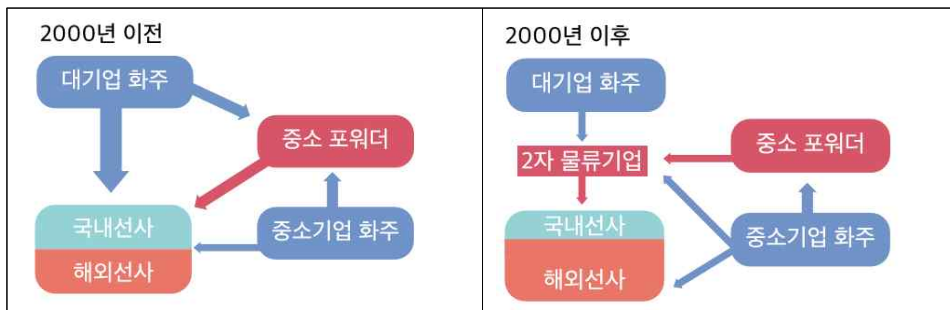 2000년 이전
대기업 화주
중소 포워더
국내선사
중소기업 화주
해외선사
2000년 이후
대기업 화주
2자 물류기업
중소 포워더
국내선사
중소기업 화주
해외선사